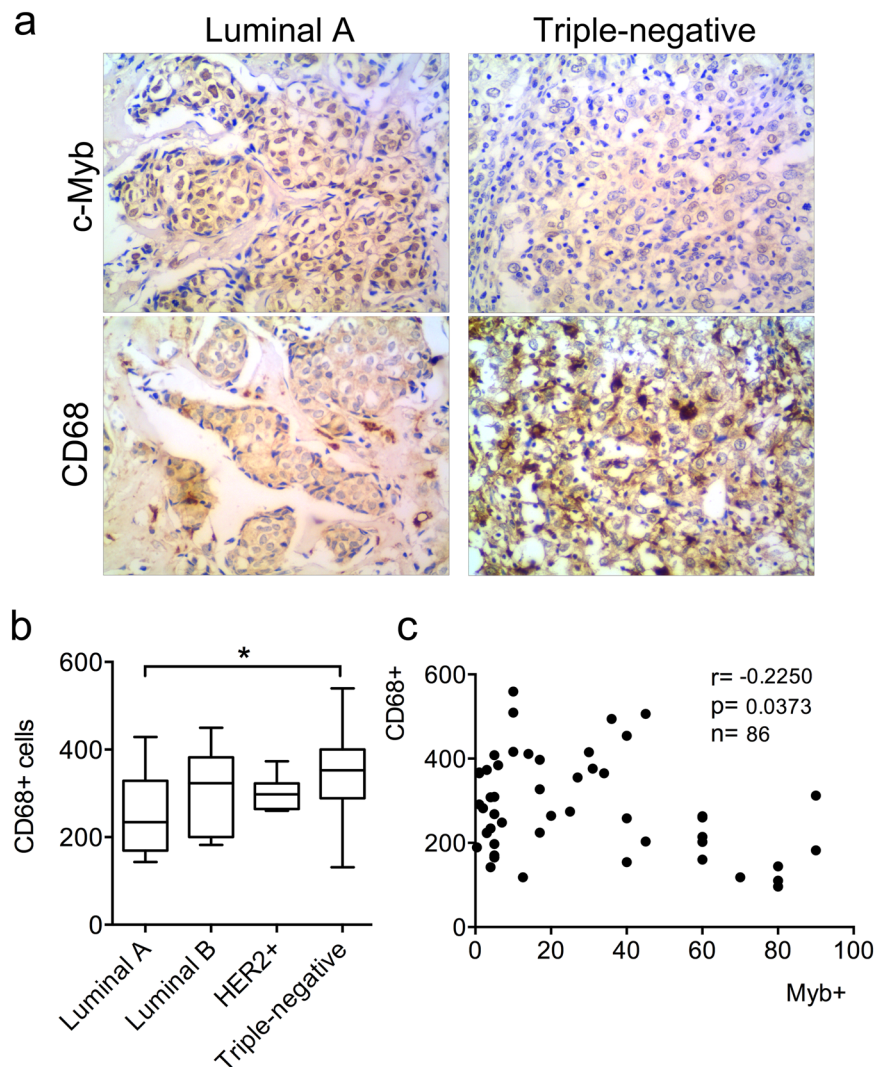 a
Luminal A
Triple-negative
c-Myb
CD68
b
CD68+ cells
600
400
200
0
*
Luminal A
Luminal B
HER2+
Triple-negative
c
CD68+
600
400
200
0
r= -0.2250
p= 0.0373
n= 86
0 20 40 60 80 100
Myb+